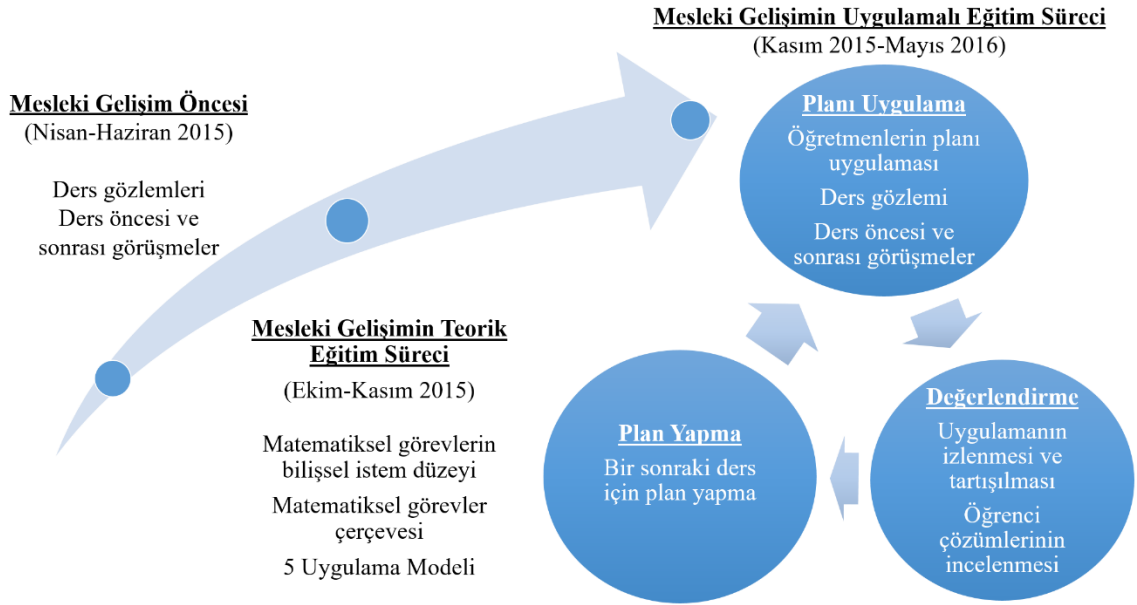 Mesleki Gelişim Öncesi
(Nisan-Haziran 2015)
Ders gözlemleri
Ders öncesi ve
sonrası görüşmeler
Mesleki Gelişimin Teorik
Eğitim Süreci
(Ekim-Kasım 2015)
Matematiksel görevlerin
bilişsel istem düzeyi
Matematiksel görevler
çerçevesi
5 Uygulama Modeli
Mesleki Gelişimin Uygulamalı Eğitim Süreci
(Kasım 2015-Mayıs 2016)
Planı Uygulama
Öğretmenlerin planı
uygulaması
Ders gözlemi
Ders öncesi ve
sonrası görüşmeler
Değerlendirme
Uygulamanın
izlenmesi ve
tartışılması
Öğrenci
çözümlerinin
incelenmesi
Plan Yapma
Bir sonraki ders
için plan yapma